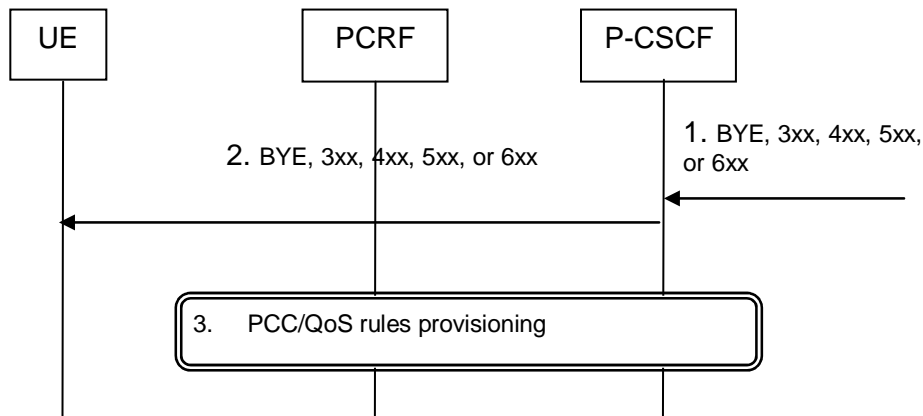 UE
PCRF
P-CSCF
1. BYE, 3xx, 4xx, 5xx,
or 6xx
2. BYE, 3xx, 4xx, 5xx, or 6xx
3. PCC/QoS rules provisioning